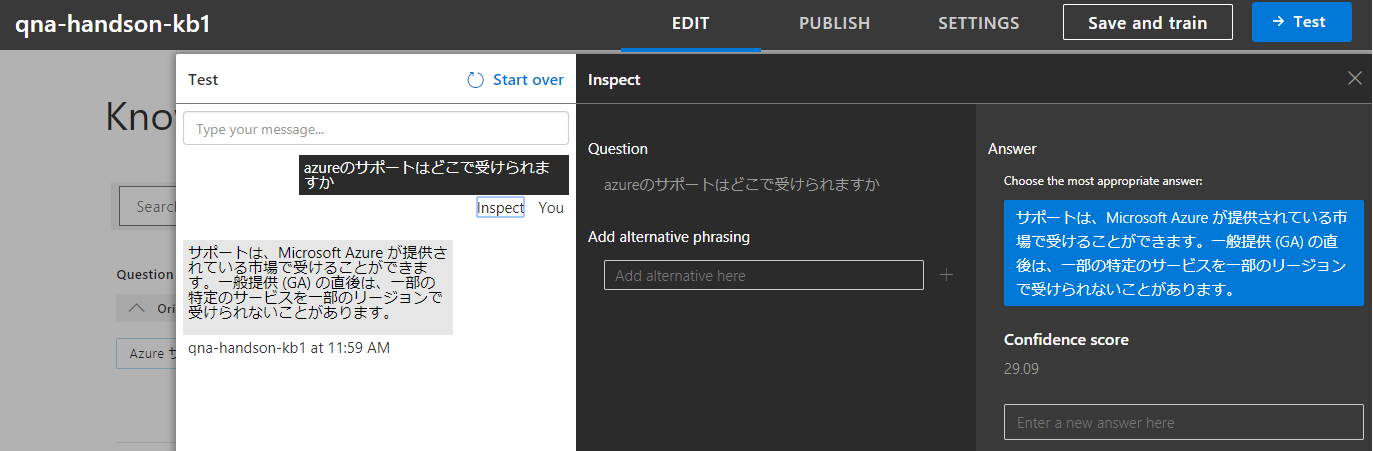 qna-handson-kb1
EDIT
PUBLISH
SETTINGS
Save and train
→ Test
Know
Search
Question
Ori
Azure サ
Test
Start over
Type your message...
azureのサポートはどこで受けられま
すか
Inspect You
サポートは、Microsoft Azure が提供さ
れている市場で受けることができま
す。一般提供 (GA) の直後は、一部の
特定のサービスを一部のリージョンで
受けられないことがあります。
qna-handson-kb1 at 11:59 AM
Inspect
Question
azureのサポートはどこで受けられますか
Add alternative phrasing
Add alternative here
Answer
Choose the most appropriate answer:
サポートは、Microsoft Azure が提供されている市
場で受けることができます。一般提供 (GA) の直
後は、一部の特定のサービスを一部のリージョン
で受けられないことがあります。
Confidence score
29.09
Enter a new answer here